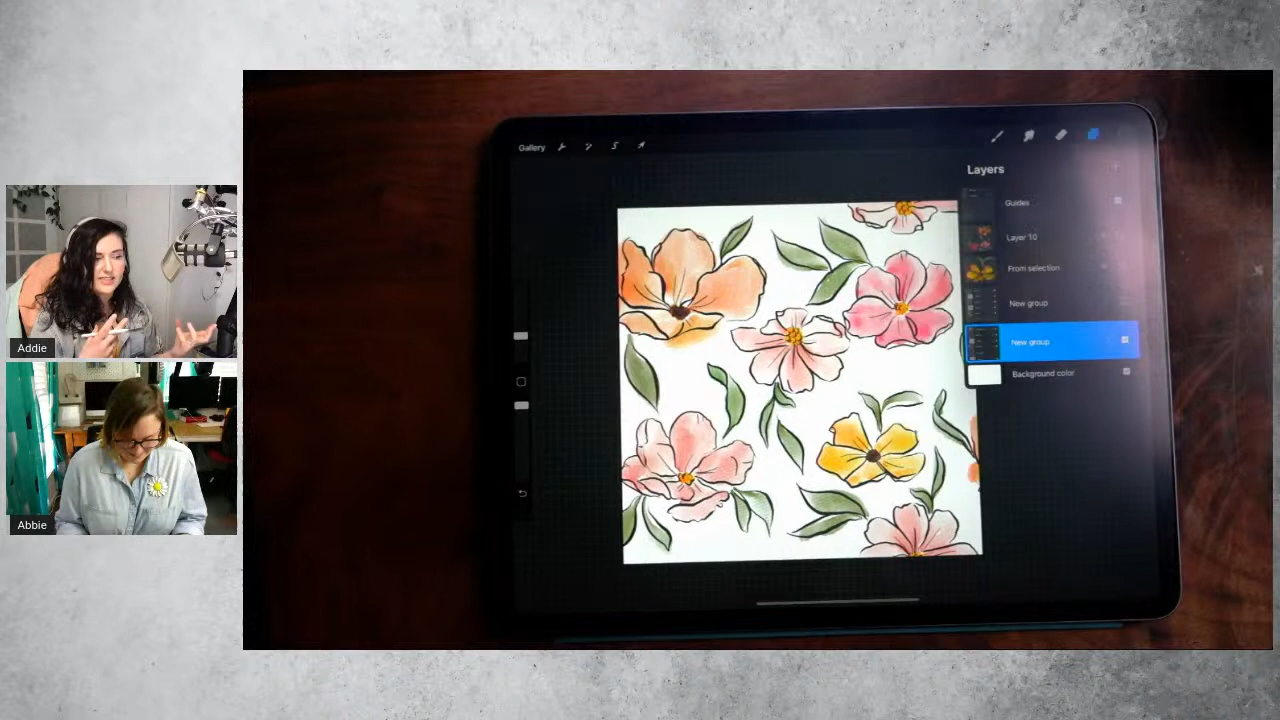 Gallery
Layers
Guides
Layer 10
From selection
New group
New group
Background color
Addie
Abbie